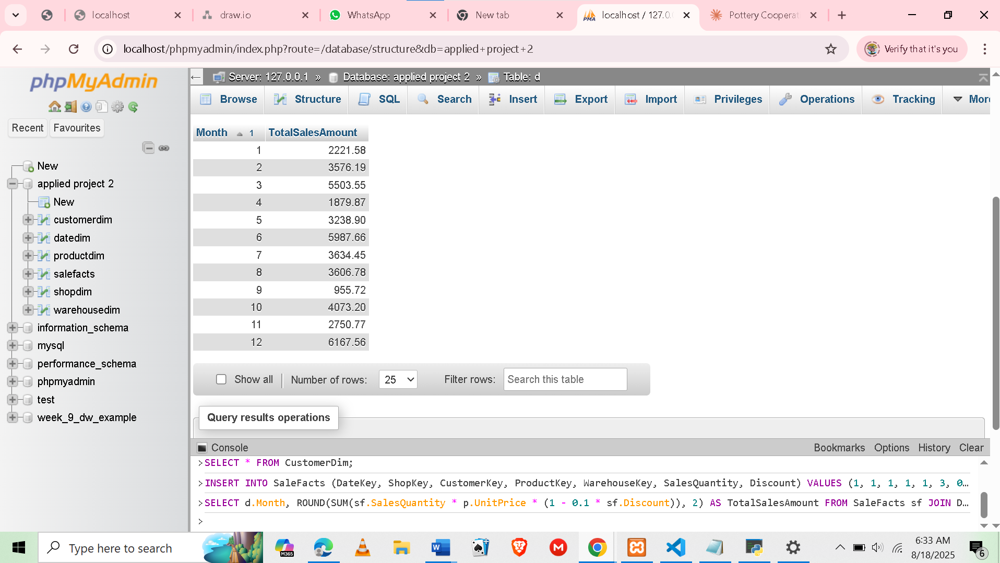 localhost
draw.io
WhatsApp
New tab
localhost / 127.0.
Pottery Cooperat
localhost/phpmyadmin/index.php?route=/database/structure&db=applied+project+2
Verify that it's you
phpMyAdmin
Recent
Favourites
New
applied project 2
New
customerdim
datedim
productdim
salefacts
shopdim
warehousedim
information_schema
mysql
performance_schema
phpmyadmin
test
week_9_dw_example
← Server: 127.0.0.1 » Database: applied project 2 » Table: d
Browse Structure SQL Search Insert Export Import Privileges Operations Tracking More
Month 1 TotalSalesAmount
1 2221.58
2 3576.19
3 5503.55
4 1879.87
5 3238.90
6 5987.66
7 3634.45
8 3606.78
9 955.72
10 4073.20
11 2750.77
12 6167.56
Show all Number of rows: 25 Filter rows: Search this table
Query results operations
Console Bookmarks Options History Clear
>SELECT * FROM CustomerDim;
>INSERT INTO SaleFacts (DateKey, ShopKey, CustomerKey, ProductKey, WarehouseKey, SalesQuantity, Discount) VALUES (1, 1, 1, 1, 1, 3, 0…
>SELECT d.Month, ROUND(SUM(sf.SalesQuantity * p.UnitPrice * (1 - 0.1 * sf.Discount)), 2) AS TotalSalesAmount FROM SaleFacts sf JOIN D…
>
Type here to search
M365
6:33 AM
8/18/2025
6